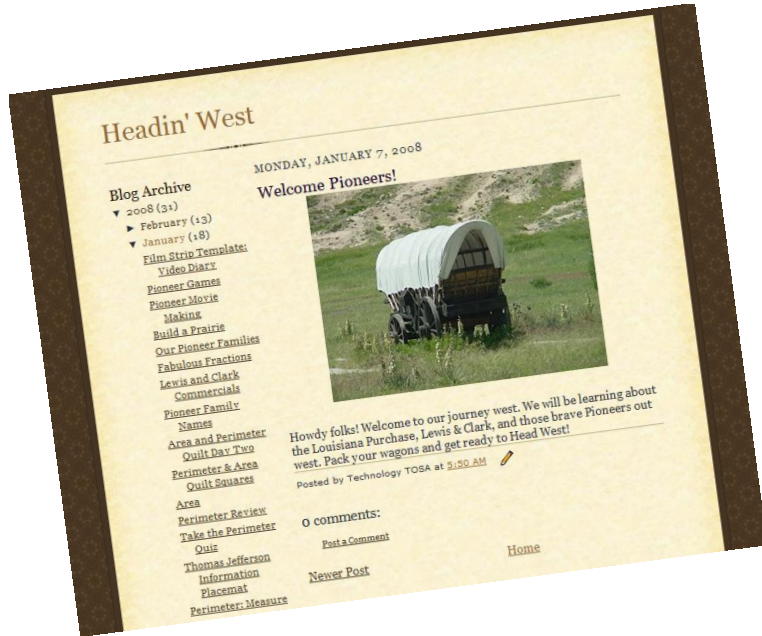 Headin' West
Blog Archive
▼ 2008 (31)
► February (13)
▼ January (18)
Film Strip Template:
Video Diary
Pioneer Games
Pioneer Movie
Making
Build a Prairie
Our Pioneer Families
Fabulous Fractions
Lewis and Clark
Commercials
Pioneer Family
Names
Area and Perimeter
Quilt Day Two
Perimeter & Area
Quilt Squares
Area
Perimeter Review
Take the Perimeter
Quiz
Thomas Jefferson
Information
Placemat
Perimeter: Measure
MONDAY, JANUARY 7, 2008
Welcome Pioneers!
Howdy folks! Welcome to our journey west. We will be learning about
the Louisiana Purchase, Lewis & Clark, and those brave Pioneers out
west. Pack your wagons and get ready to Head West!
Posted by Technology TOSA at 5:50 AM
0 comments:
Post a Comment
Newer Post
Home